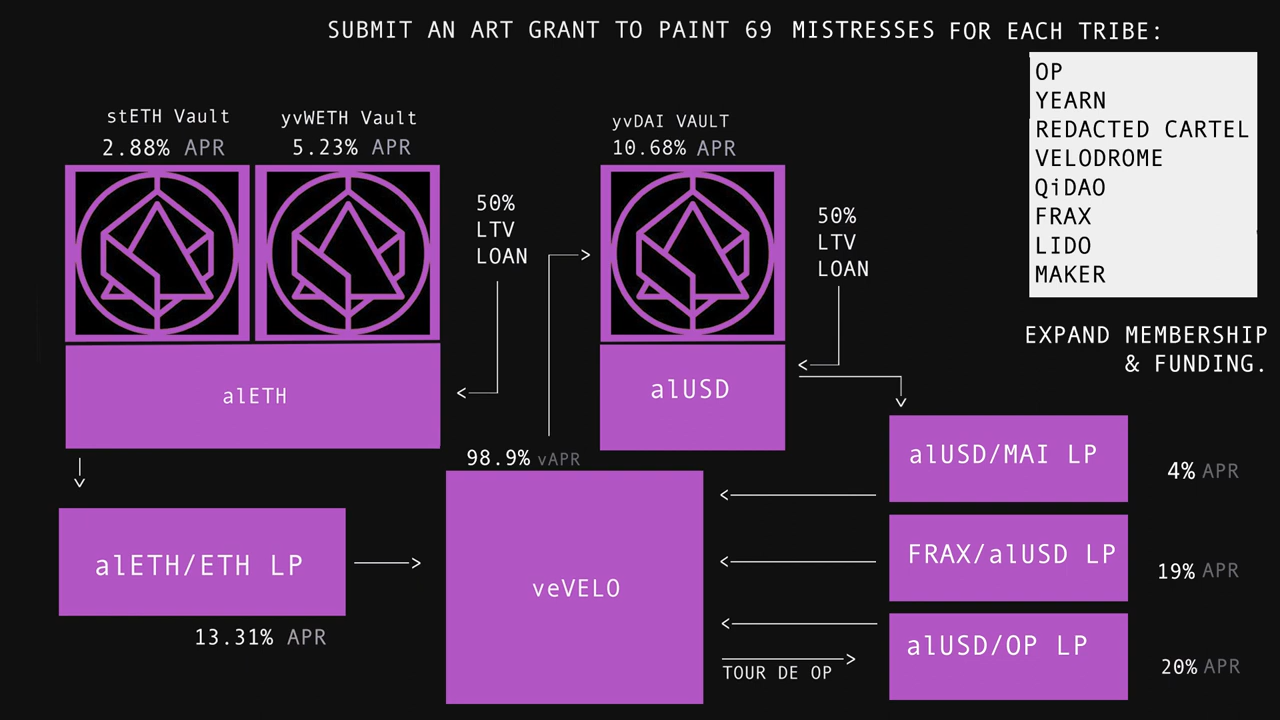 SUBMIT AN ART GRANT TO PAINT 69 MISTRESSES FOR EACH TRIBE:
OP
YEARN
REDACTED CARTEL
VELODROME
QiDAO
FRAX
LIDO
MAKER
EXPAND MEMBERSHIP
& FUNDING.
stETH Vault
2.88% APR
yvWETH Vault
5.23% APR
50%
LTV
LOAN
alETH
yvDAI VAULT
10.68% APR
50%
LTV
LOAN
alUSD
alETH/ETH LP
13.31% APR
98.9% vAPR
veVELO
TOUR DE OP
alUSD/MAI LP
4% APR
FRAX/alUSD LP
19% APR
alUSD/OP LP
20% APR